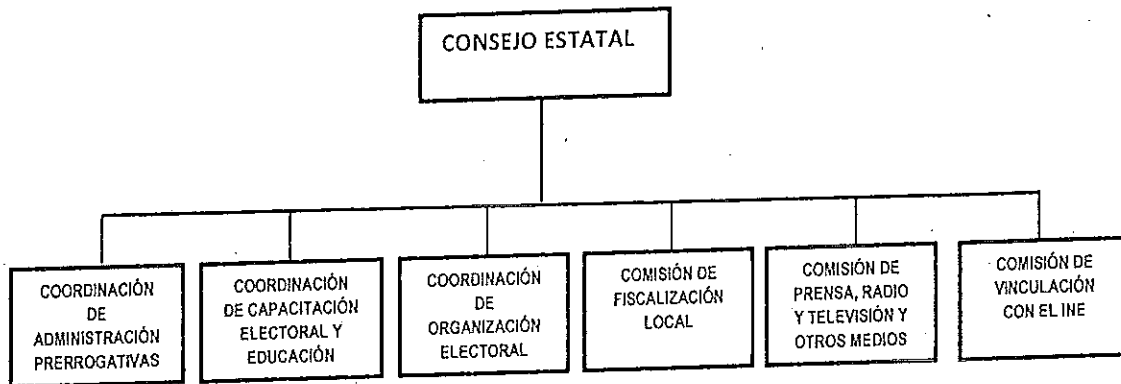 CONSEJO ESTATAL
COORDINACIÓN
DE
ADMINISTRACIÓN
PRERROGATIVAS
COORDINACIÓN
DE CAPACITACIÓN
ELECTORAL Y
EDUCACIÓN
COORDINACIÓN
DE
ORGANIZACIÓN
ELECTORAL
COMISIÓN DE
FISCALIZACIÓN
LOCAL
COMISIÓN DE
PRENSA, RADIO
Y TELEVISIÓN Y
OTROS MEDIOS
COMISIÓN DE
VINCULACIÓN
CON EL INE